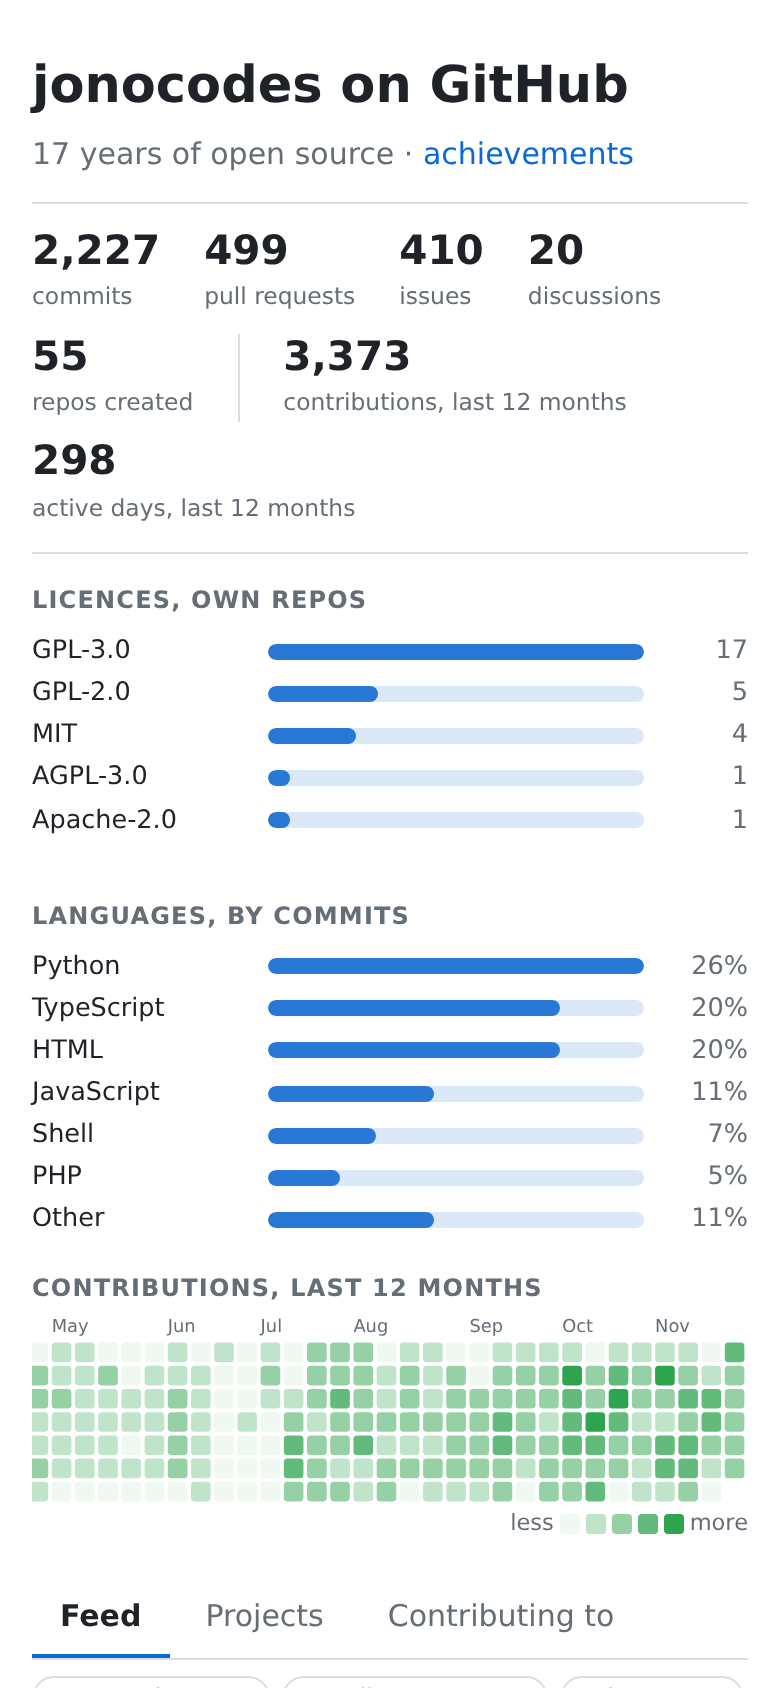 jonocodes on GitHub
17 years of open source · achievements
2,227 499 410 20
commits pull requests issues discussions
55 3,373
repos created contributions, last 12 months
298
active days, last 12 months
LICENCES, OWN REPOS
GPL-3.0 17
GPL-2.0 5
MIT 4
AGPL-3.0 1
Apache-2.0 1
LANGUAGES, BY COMMITS
Python 26%
TypeScript 20%
HTML 20%
JavaScript 11%
Shell 7%
PHP 5%
Other 11%
CONTRIBUTIONS, LAST 12 MONTHS
May Jun Jul Aug Sep Oct Nov
less more
Feed Projects Contributing to